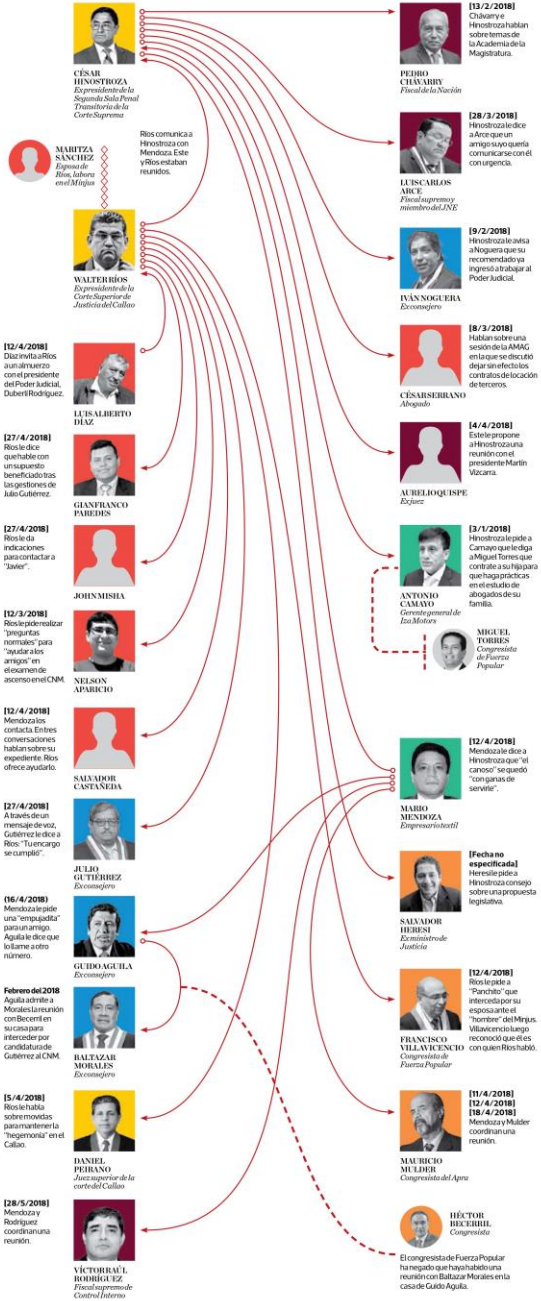 CÉSAR
HINOSTROZA
Expresidente de la
Segunda Sala Penal
Transitoria de la
Corte Suprema
MARITZA
SÁNCHEZ
Esposa de
Ríos, labora
en el Minjus
Ríos comunica a
Hinostroza con
Mendoza. Este
y Ríos estaban
reunidos.
WALTER RÍOS
Expresidente de la
Corte Superior de
Justicia del Callao
[12/4/2018]
Díaz invita a Ríos
a un almuerzo
con el presidente
del Poder Judicial,
Duberlí Rodríguez.
LUIS ALBERTO
DÍAZ
[27/4/2018]
Ríos le dice
que hable con
un supuesto
beneficiado tras
las gestiones de
Julio Gutiérrez.
GIANFRANCO
PAREDES
[27/4/2018]
Ríos le da
indicaciones
para contactar a
"Javier".
JOHN MISHA
[12/3/2018]
Ríos le pide realizar
"preguntas
normales" para
"ayudar a los
amigos" en
el examen de
ascenso en el CNM.
NELSON
APARICIO
[12/4/2018]
Mendoza los
contacta. En tres
conversaciones
hablan sobre su
expediente. Ríos
ofrece ayudarlo.
SALVADOR
CASTAÑEDA
[27/4/2018]
A través de un
mensaje de voz,
Gutiérrez le dice a
Ríos: "Tu encargo
se cumplió".
JULIO
GUTIÉRREZ
Exconsejero
(16/4/2018)
Mendoza le pide
una "empujadita"
para un amigo.
Aguila le dice que
lo llame a otro
número.
GUIDO AGUILA
Exconsejero
Febrero del 2018
Aguila admite a
Morales la reunión
con Becerril en
su casa para
interceder por
candidatura de
Gutiérrez al CNM.
BALTAZAR
MORALES
Exconsejero
[5/4/2018]
Ríos le habla
sobre movidas
para mantener la
"hegemonía" en el
Callao.
DANIEL
PEIRANO
Juez superior de la
corte del Callao
[28/5/2018]
Mendoza y
Rodríguez
coordinan una
reunión.
VÍCTOR RAÚL
RODRÍGUEZ
Fiscal supremo de
Control Interno
[13/2/2018]
Chávarry e
Hinostroza hablan
sobre temas de
la Academia de la
Magistratura.
PEDRO
CHÁVARRY
Fiscal de la Nación
[28/3/2018]
Hinostroza le dice
a Arce que un
amigo suyo quería
comunicarse con él
con urgencia.
LUIS CARLOS
ARCE
Fiscal supremo y
miembro del JNE
[9/2/2018]
Hinostroza le avisa
a Noguera que su
recomendado ya
ingresó a trabajar al
Poder Judicial.
IVÁN NOGUERA
Exconsejero
[8/3/2018]
Hablan sobre una
sesión de la AMAG
en la que se discutió
dejar sin efecto los
contratos de locación
de terceros.
CÉSAR SERRANO
Abogado
[4/4/2018]
Este le propone
a Hinostroza una
reunión con el
presidente Martín
Vizcarra.
AURELIO QUISPE
Exjuez
[3/1/2018]
Hinostroza le pide a
Camayo que le diga
a Miguel Torres que
contrate a su hija para
que haga prácticas
en el estudio de
abogados de su
familia.
ANTONIO
CAMAYO
Gerente general de
Iza Motors
MIGUEL
TORRES
Congresista
de Fuerza
Popular
[12/4/2018]
Mendoza le dice a
Hinostroza que "el
canoso" se quedó
"con ganas de
servirle".
MARIO
MENDOZA
Empresario textil
[Fecha no
especificada]
Heresi le pide a
Hinostroza consejo
sobre una propuesta
legislativa.
SALVADOR
HERESI
Exministro de
Justicia
[12/4/2018]
Ríos le pide a
"Panchito" que
interceda por su
esposa ante el
"hombre" del Minjus.
Villavicencio luego
reconoció que él es
con quien Ríos habló.
FRANCISCO
VILLAVICENCIO
Congresista de
Fuerza Popular
[11/4/2018]
[12/4/2018]
[18/4/2018]
Mendoza y Mulder
coordinan una
reunión.
MAURICIO
MULDER
Congresista del Apra
HÉCTOR
BECERRIL
Congresista
El congresista de Fuerza Popular
ha negado que haya habido una
reunión con Baltazar Morales en la
casa de Guido Aguila.